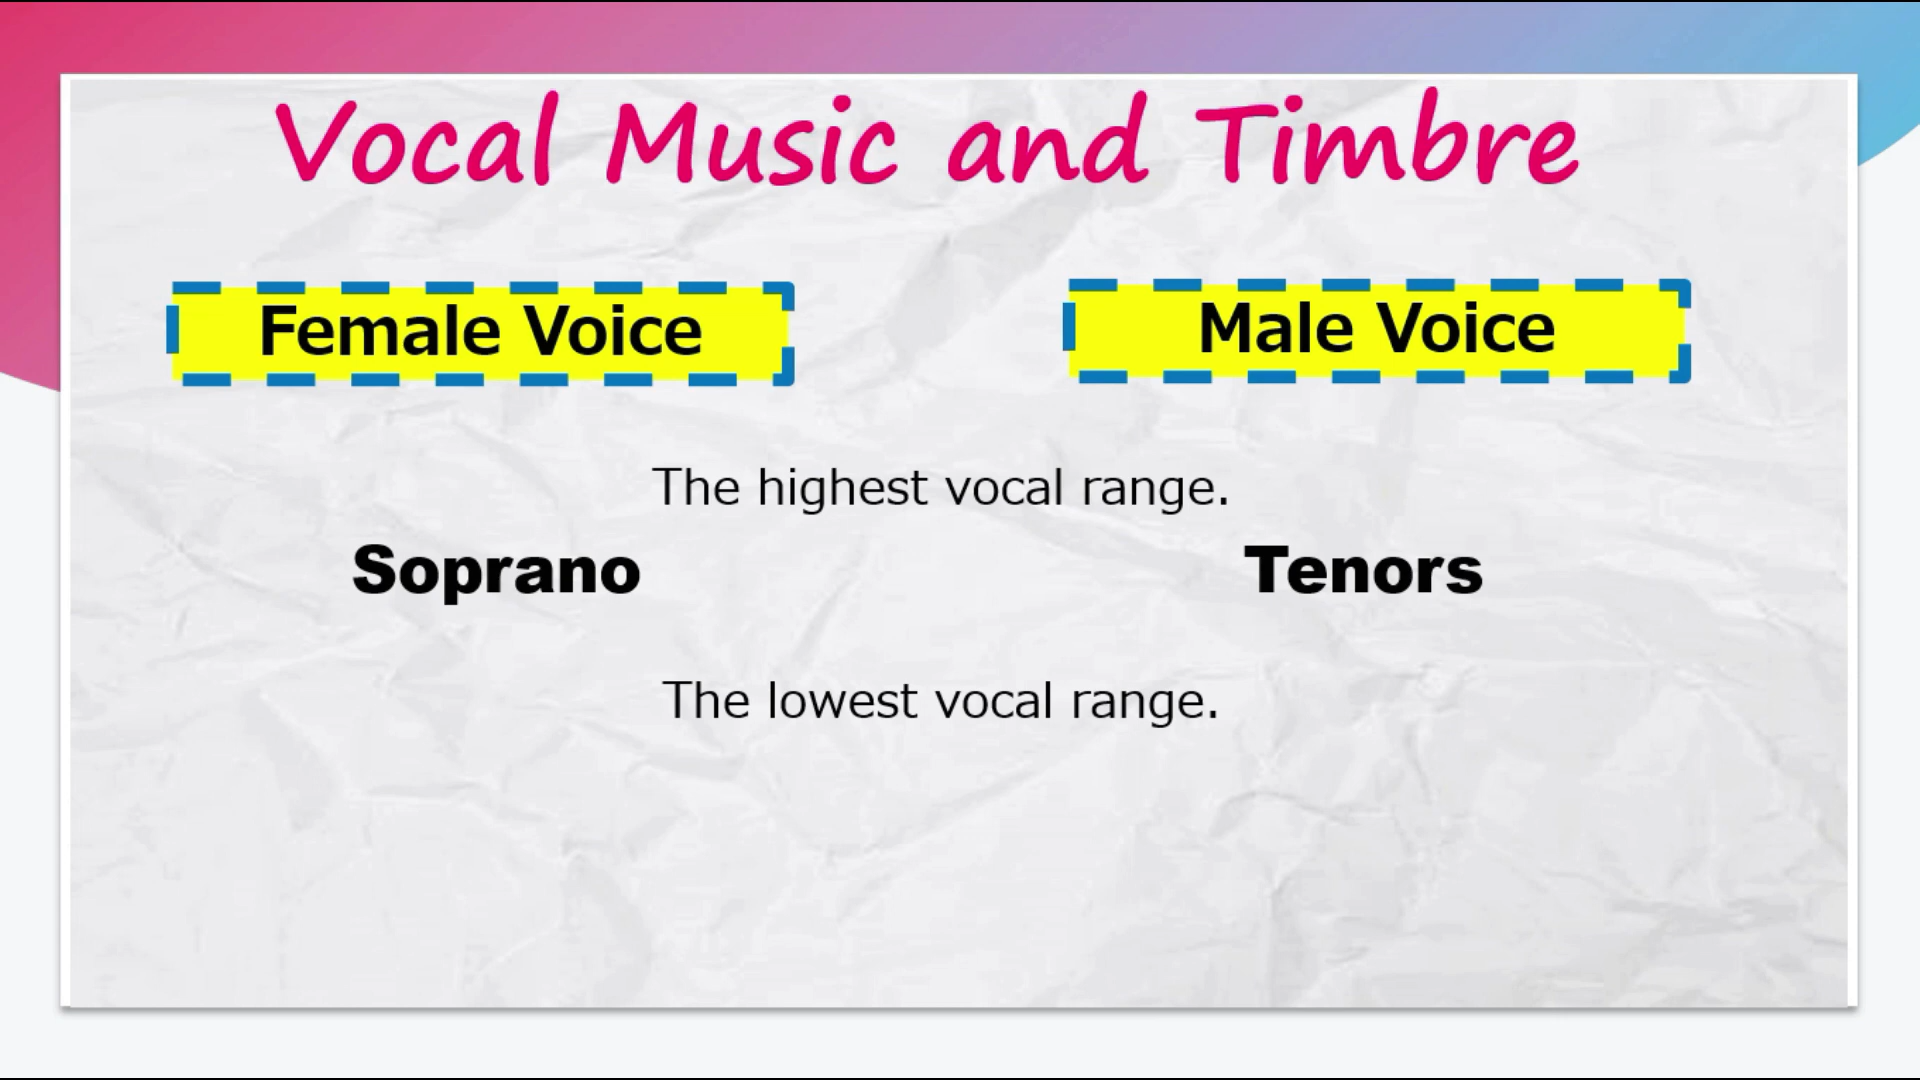 Vocal Music and Timbre
Female Voice
Male Voice
The highest vocal range.
Soprano
Tenors
The lowest vocal range.